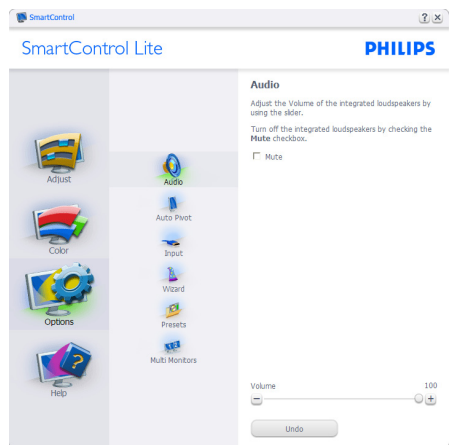 SmartControl
SmartControl Lite
PHILIPS
Adjust
Color
Options
Help
Audio
Auto Pivot
Input
Wizard
Presets
Multi Monitors
Audio
Adjust the Volume of the integrated loudspeakers by
using the slider.
Turn off the integrated loudspeakers by checking the
Mute checkbox.
Mute
Volume 100
Undo